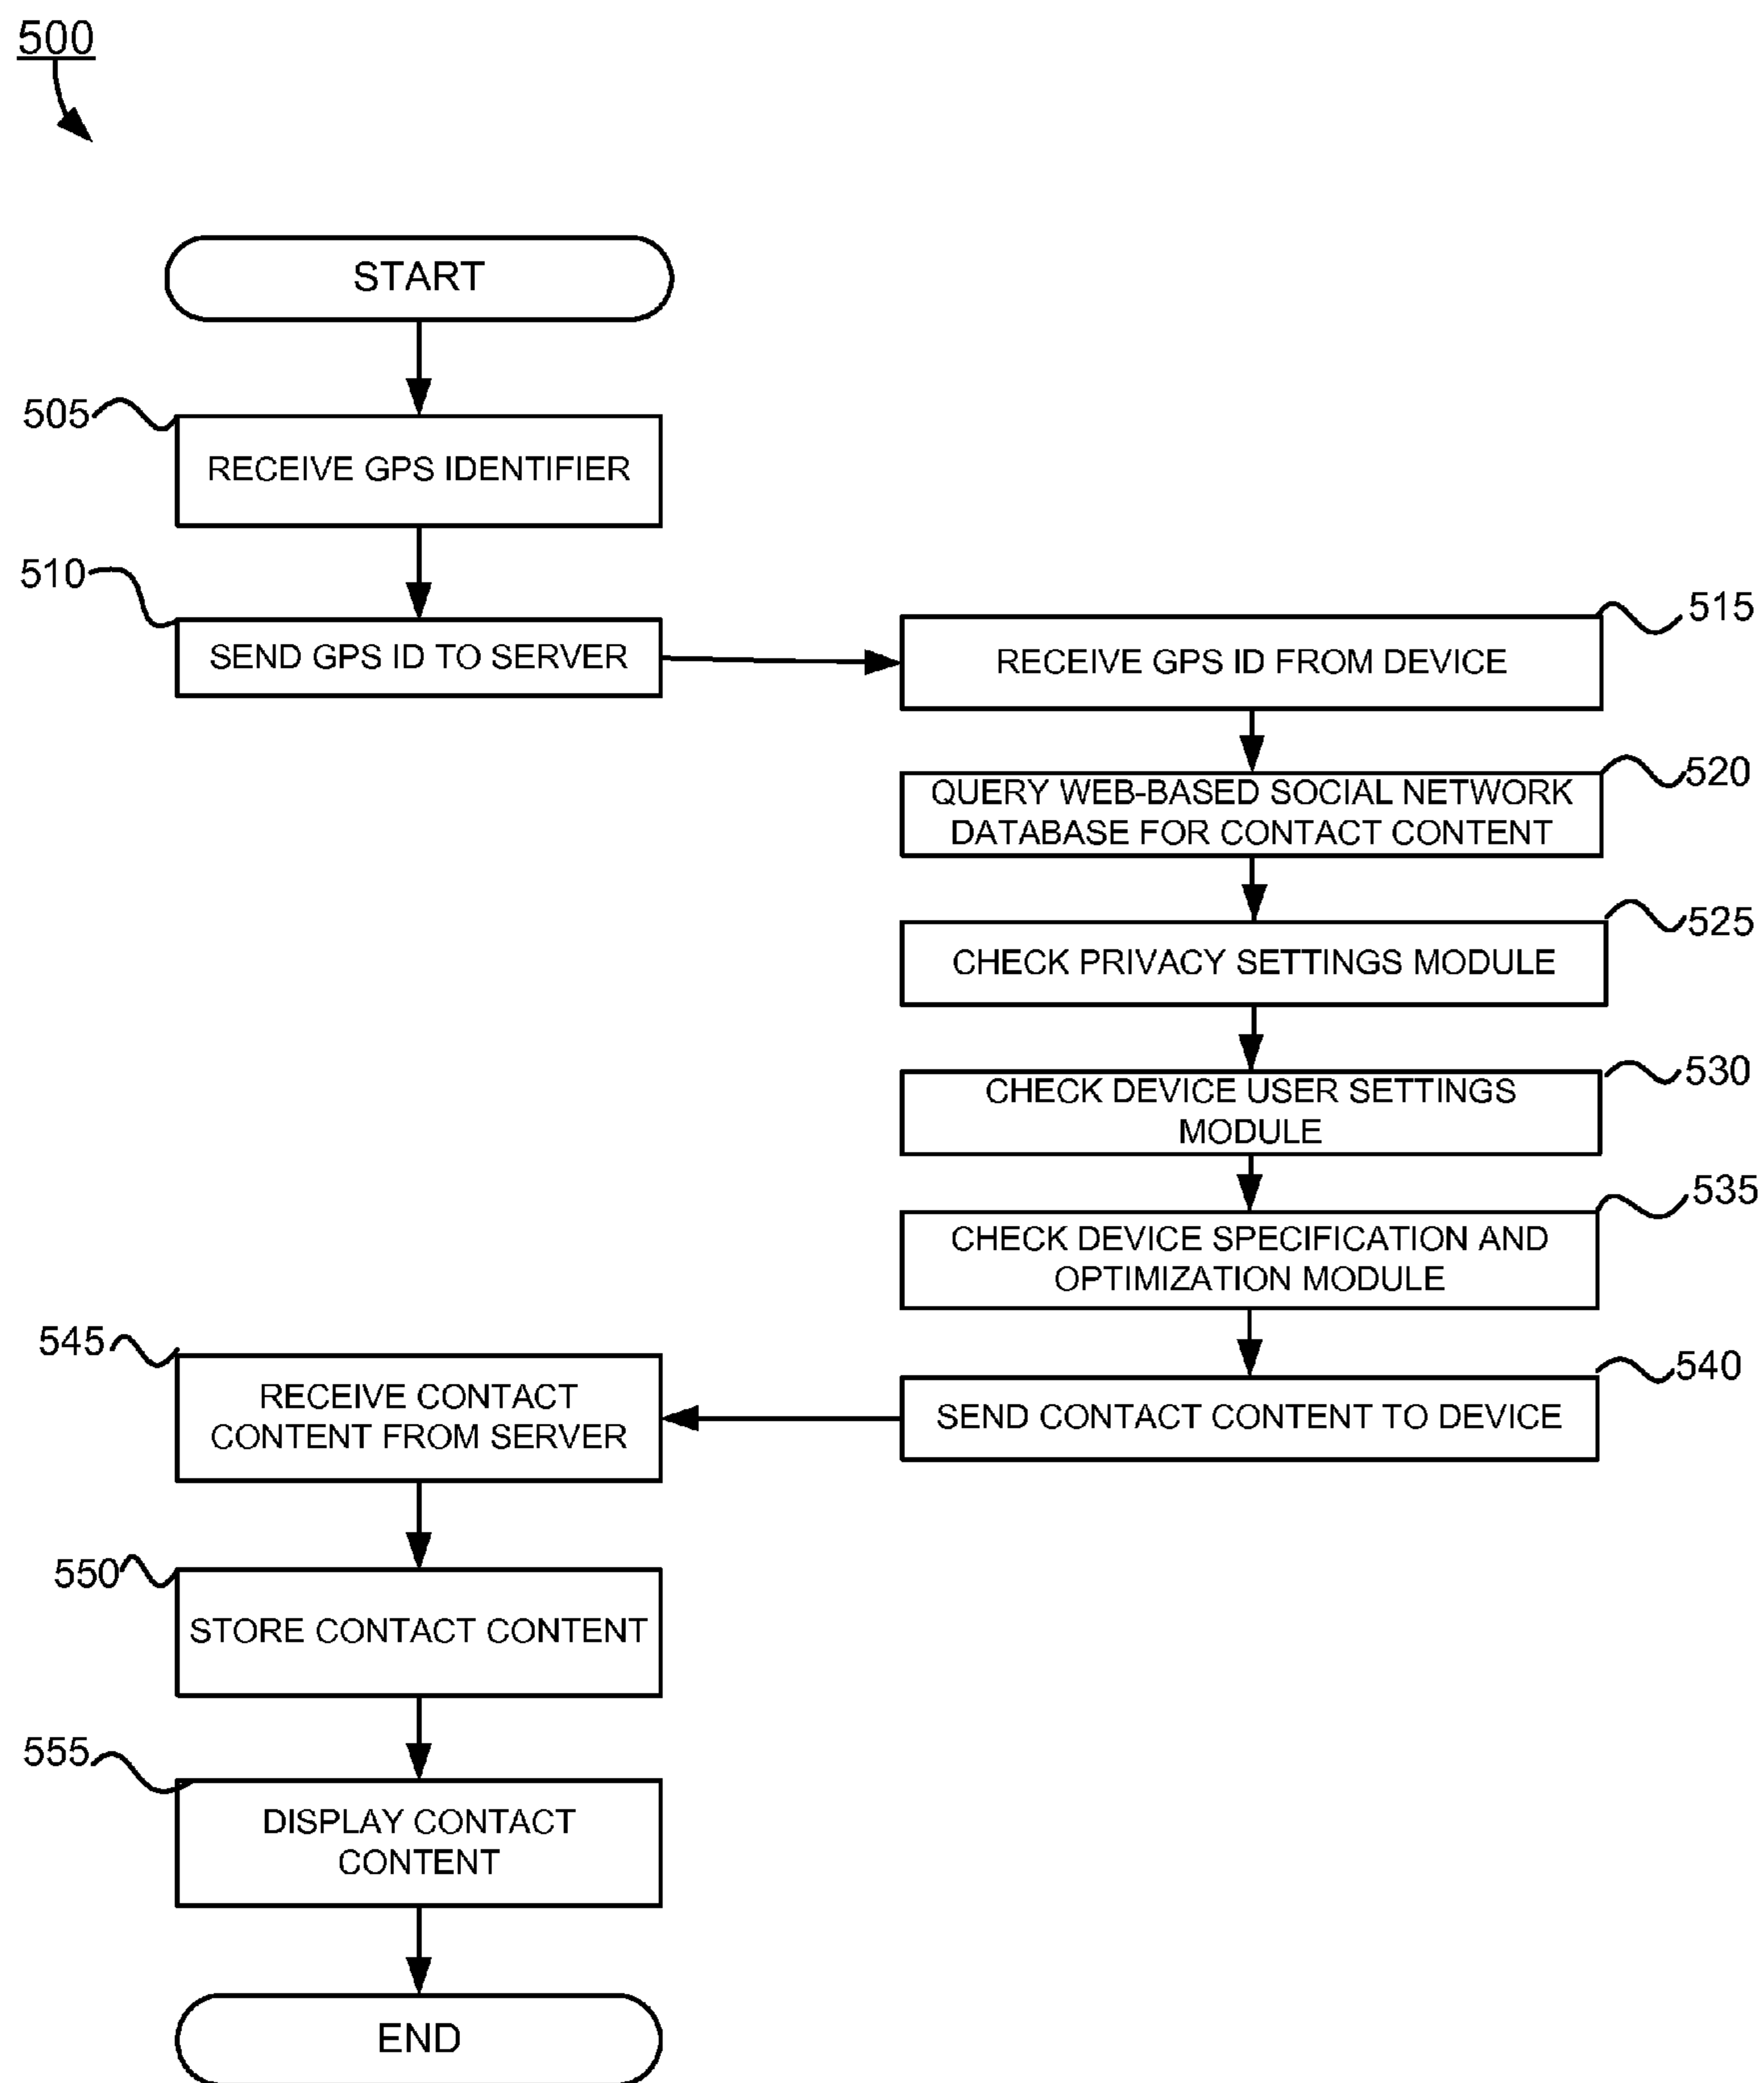 500
START
505
RECEIVE GPS IDENTIFIER
510
SEND GPS ID TO SERVER
515
RECEIVE GPS ID FROM DEVICE
520
QUERY WEB-BASED SOCIAL NETWORK
DATABASE FOR CONTACT CONTENT
525
CHECK PRIVACY SETTINGS MODULE
530
CHECK DEVICE USER SETTINGS
MODULE
535
CHECK DEVICE SPECIFICATION AND
OPTIMIZATION MODULE
540
SEND CONTACT CONTENT TO DEVICE
545
RECEIVE CONTACT
CONTENT FROM SERVER
550
STORE CONTACT CONTENT
555
DISPLAY CONTACT
CONTENT
END